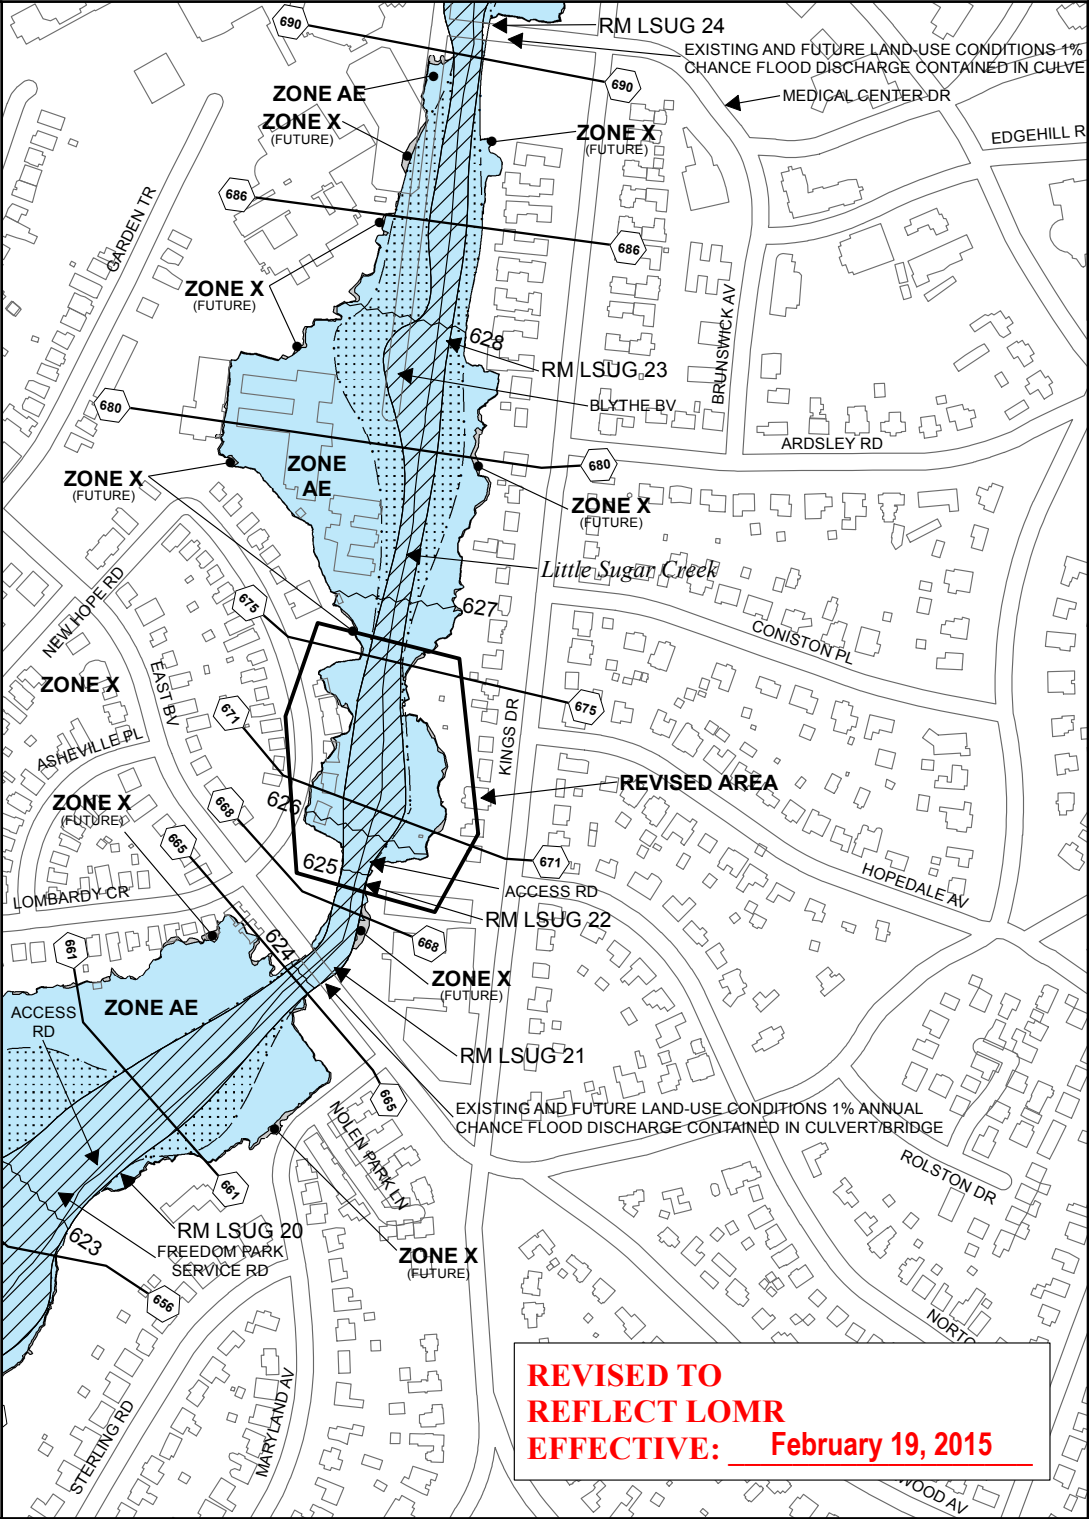 690
RM LSUG 24
EXISTING AND FUTURE LAND-USE CONDITIONS 1%
CHANCE FLOOD DISCHARGE CONTAINED IN CULVE
690
ZONE AE
MEDICAL CENTER DR
ZONE X
(FUTURE)
ZONE X
(FUTURE)
EDGEHILL R
686
GARDEN TR
686
ZONE X
(FUTURE)
628
BRUNSWICK AV
RM LSUG 23
680
BLYTHE BV
ARDSLEY RD
ZONE
AE
680
ZONE X
(FUTURE)
ZONE X
(FUTURE)
Little Sugar Creek
NEW HOPE RD
675
627
CONISTON PL
ZONE X
EAST BV
671
675
ASHEVILLE PL
KINGS DR
REVISED AREA
ZONE X
(FUTURE)
626
668
665
625
671
HOPEDALE AV
LOMBARDY CR
ACCESS RD
RM LSUG 22
661
624
668
ZONE X
(FUTURE)
ZONE AE
ACCESS
RD
RM LSUG 21
665
EXISTING AND FUTURE LAND-USE CONDITIONS 1% ANNUAL
CHANCE FLOOD DISCHARGE CONTAINED IN CULVERT/BRIDGE
NOLEN PARK LN
ROLSTON DR
661
RM LSUG 20
623
FREEDOM PARK
SERVICE RD
ZONE X
(FUTURE)
656
NORTO
REVISED TO
REFLECT LOMR
EFFECTIVE: February 19, 2015
STERLING RD
MARYLAND AV
WOOD AV